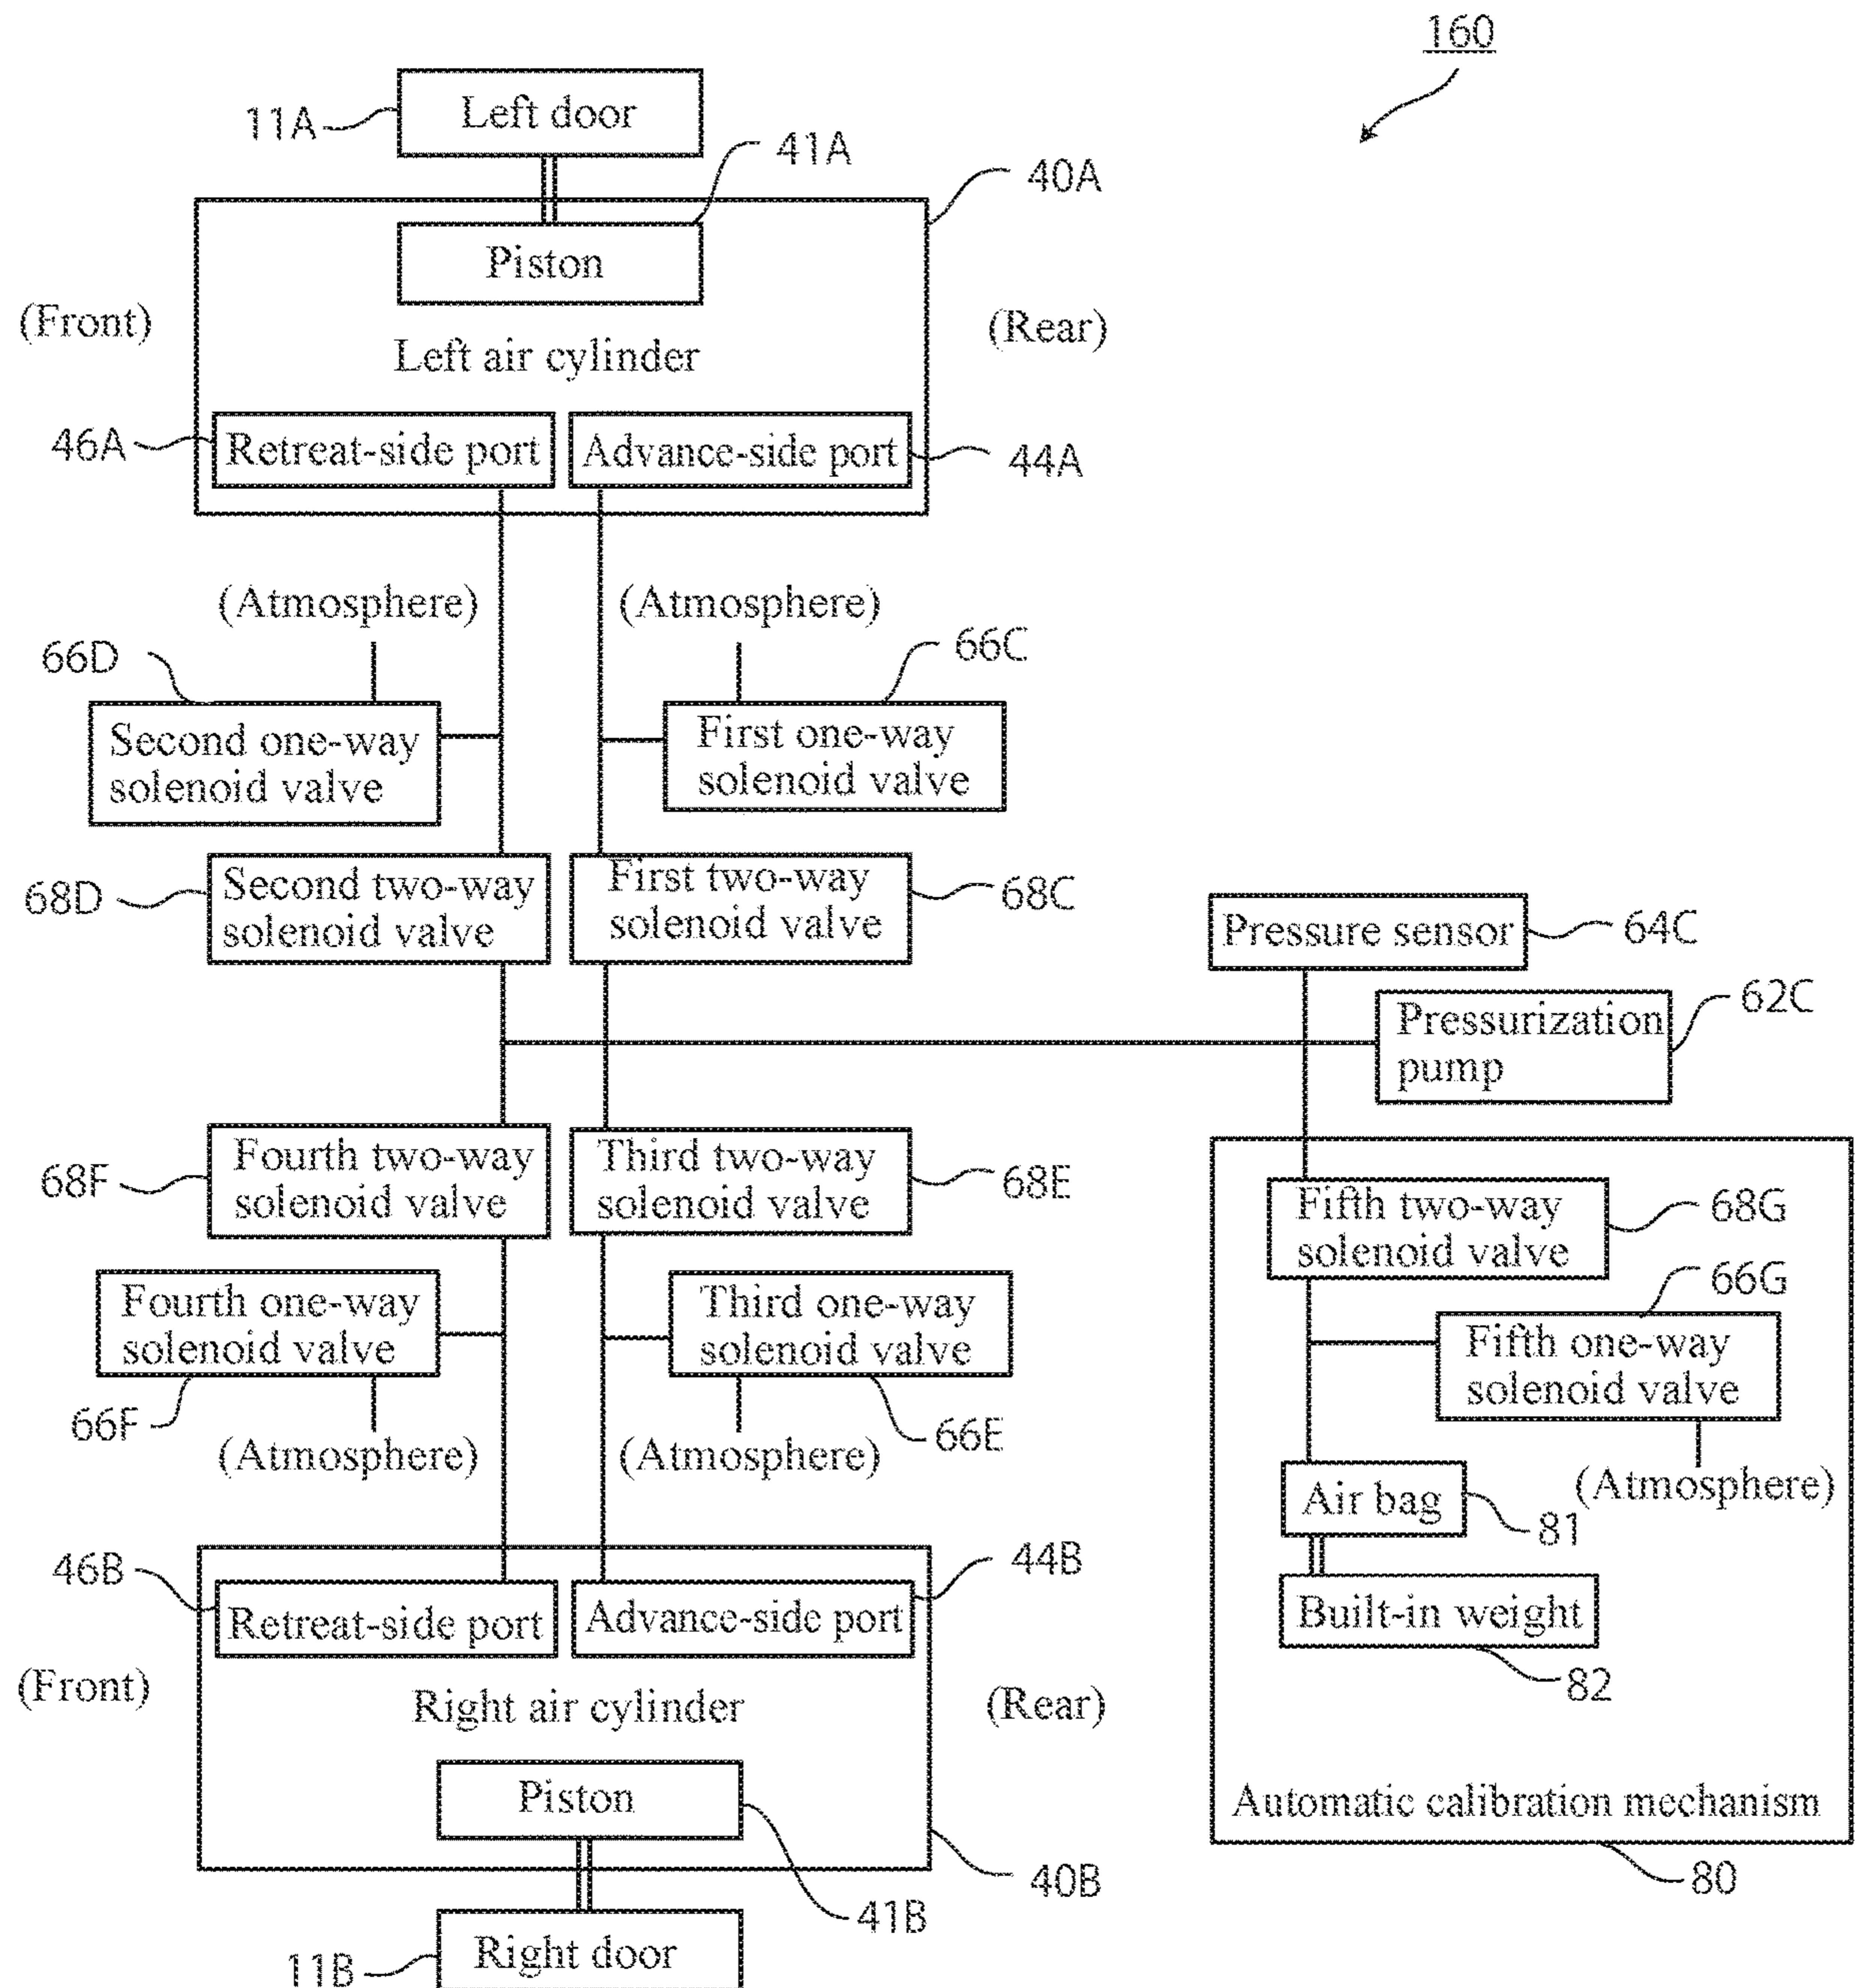 160
Left door
11A
41A
40A
Piston
(Front)
(Rear)
Left air cylinder
46A
Retreat-side port
Advance-side port
44A
(Atmosphere)
(Atmosphere)
66D
66C
Second one-way
solenoid valve
First one-way
solenoid valve
68D
Second two-way
solenoid valve
First two-way
solenoid valve
68C
Pressure sensor
64C
62C
Pressurization
pump
68F
Fourth two-way
solenoid valve
Third two-way
solenoid valve
68E
Fifth two-way
solenoid valve
68G
66G
Fourth one-way
solenoid valve
Third one-way
solenoid valve
Fifth one-way
solenoid valve
66F
(Atmosphere)
(Atmosphere)
66E
Air bag
(Atmosphere)
81
46B
44B
Retreat-side port
Advance-side port
Built-in weight
82
(Front)
Right air cylinder
(Rear)
Piston
Automatic calibration mechanism
40B
80
41B
Right door
11B